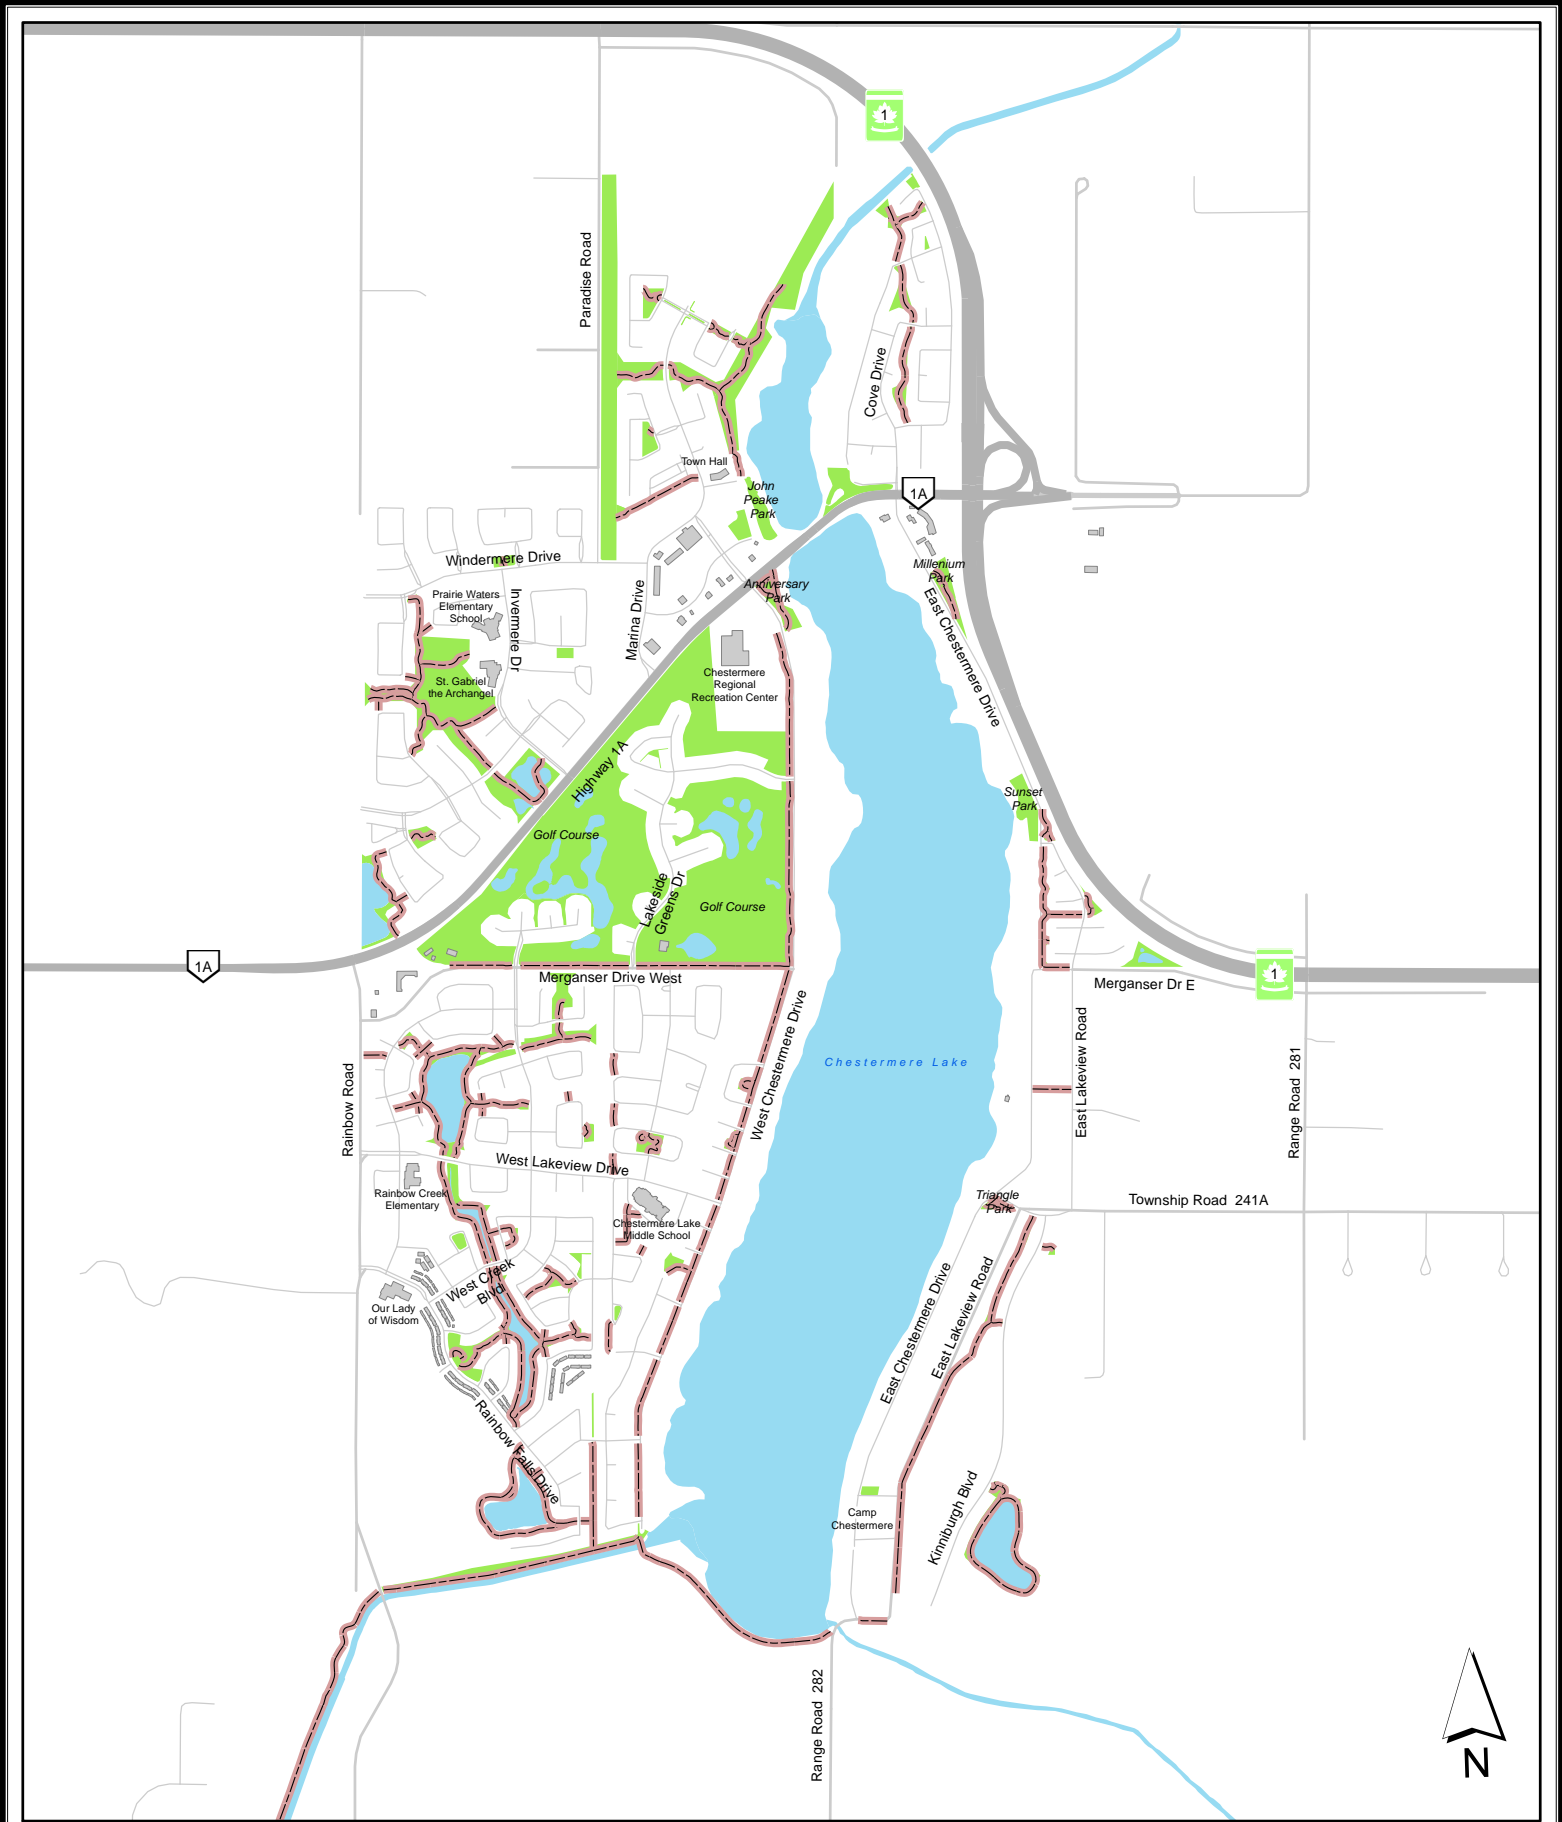 1
Paradise Road
Cove Drive
Town Hall
John
Peake
Park
1A
Windermere Drive
Millenium
Park
Anniversary
Park
Prairie Waters
Elementary
School
Invermere Dr
Marina Drive
East Chestermere Drive
St. Gabriel
the Archangel
Chestermere
Regional
Recreation Center
Highway 1A
Sunset
Park
Golf Course
Lakeside
Greens Dr
Golf Course
1A
Merganser Drive West
1
Merganser Dr E
West Chestermere Drive
East Lakeview Road
Chestermere Lake
Rainbow Road
Range Road 281
West Lakeview Drive
Rainbow Creek
Elementary
Triangle
Park
Township Road 241A
Chestermere Lake
Middle School
West Creek
Blvd
Our Lady
of Wisdom
East Chestermere Drive
East Lakeview Road
Rainbow Falls Drive
Camp
Chestermere
Kinniburgh Blvd
Range Road 282
N